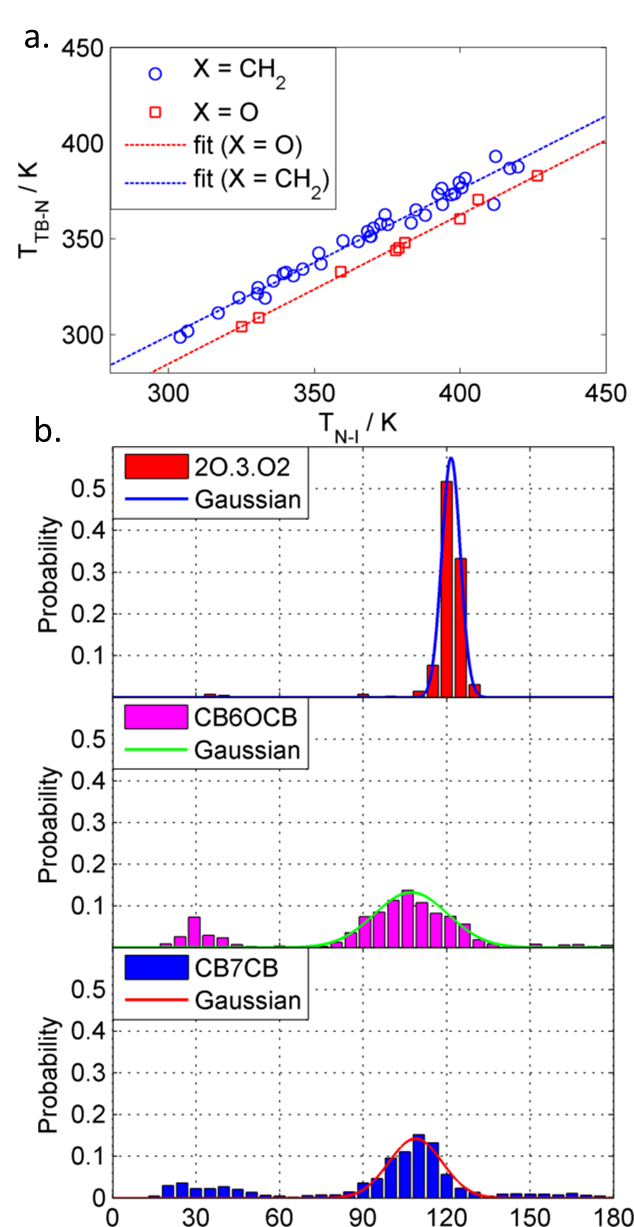 a.
450
400
350
300
T_TB-N / K
X = CH_2
X = O
fit (X = O)
fit (X = CH_2)
300 350 400 450
T_N-I / K
b.
2O.3.O2
Gaussian
0.5
0.4
0.3
0.2
0.1
Probability
CB6OCB
Gaussian
0.5
0.4
0.3
0.2
0.1
Probability
CB7CB
Gaussian
0.5
0.4
0.3
0.2
0.1
0
Probability
0 30 60 90 120 150 180